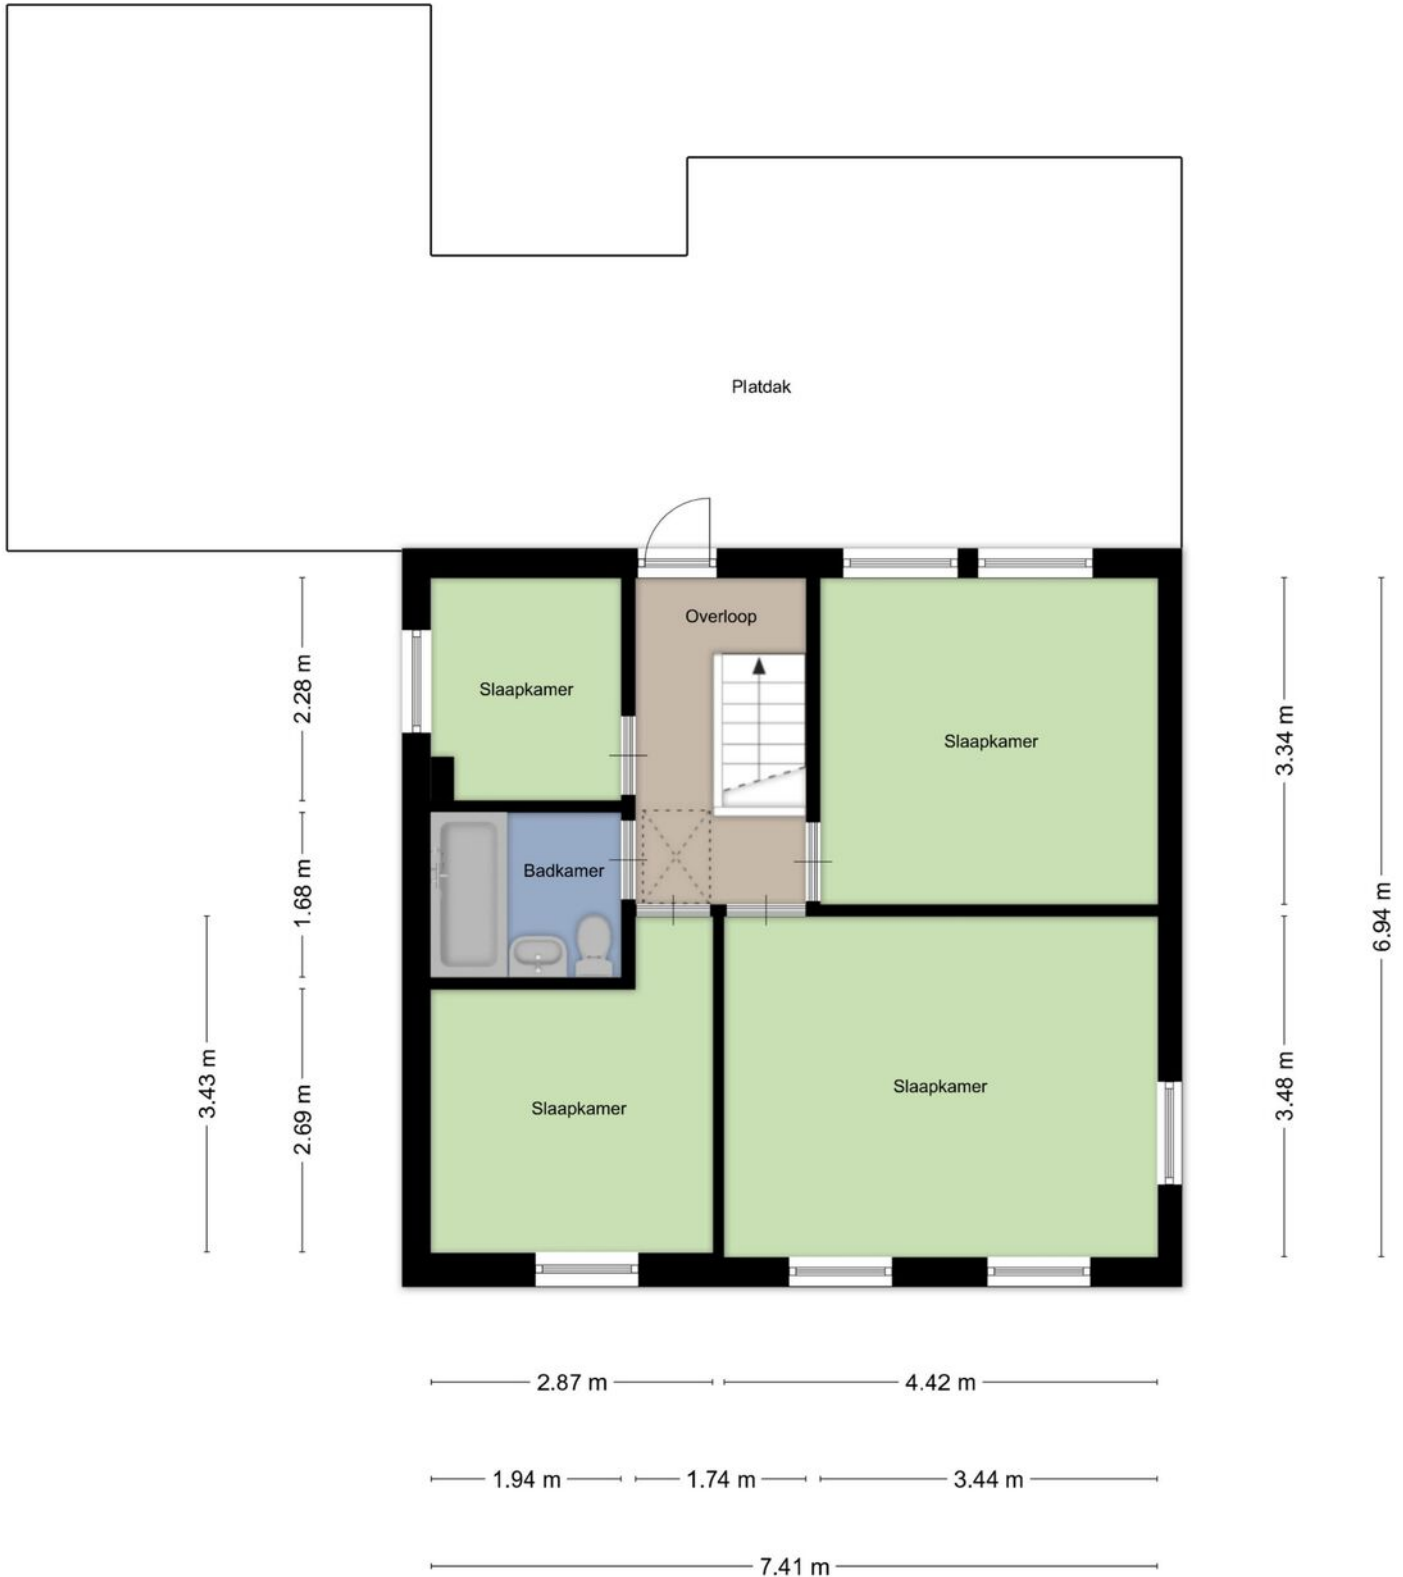 Platdak
Overloop
Slaapkamer
Slaapkamer
Badkamer
Slaapkamer
Slaapkamer
2.28 m
1.68 m
3.43 m
2.69 m
3.34 m
6.94 m
3.48 m
2.87 m
4.42 m
1.94 m
1.74 m
3.44 m
7.41 m